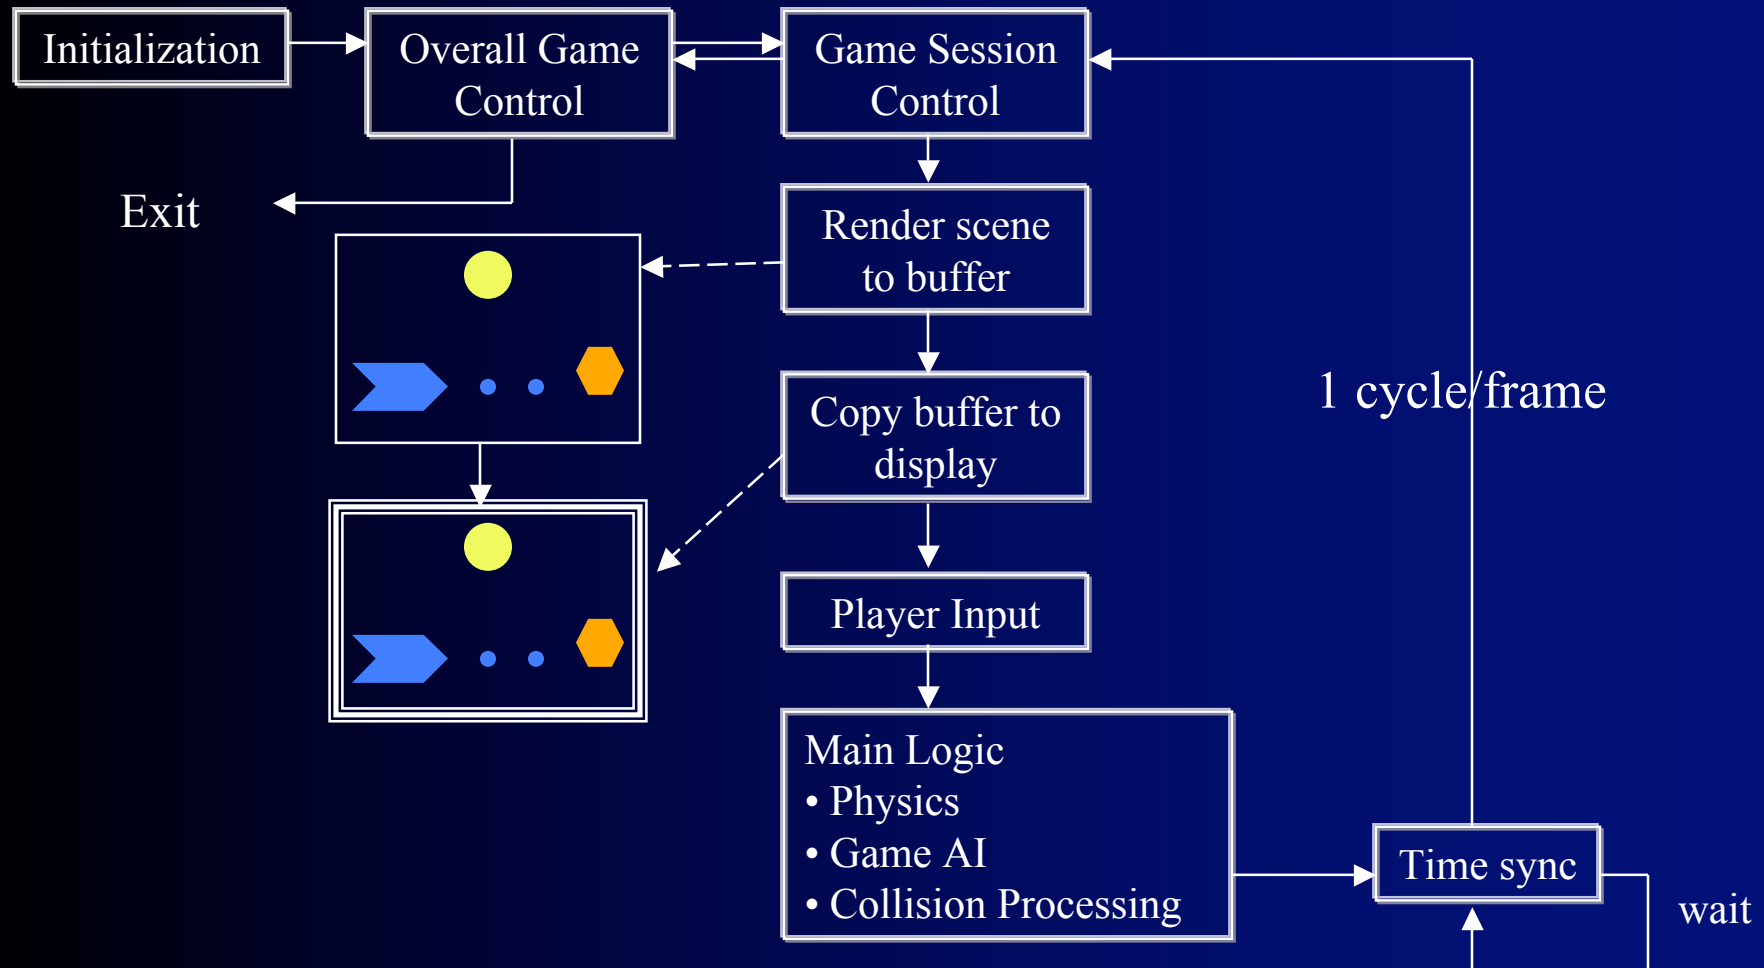 Initialization
Overall Game
Control
Game Session
Control
Exit
Render scene
to buffer
Copy buffer to
display
1 cycle/frame
Player Input
Main Logic
• Physics
• Game AI
• Collision Processing
Time sync
wait